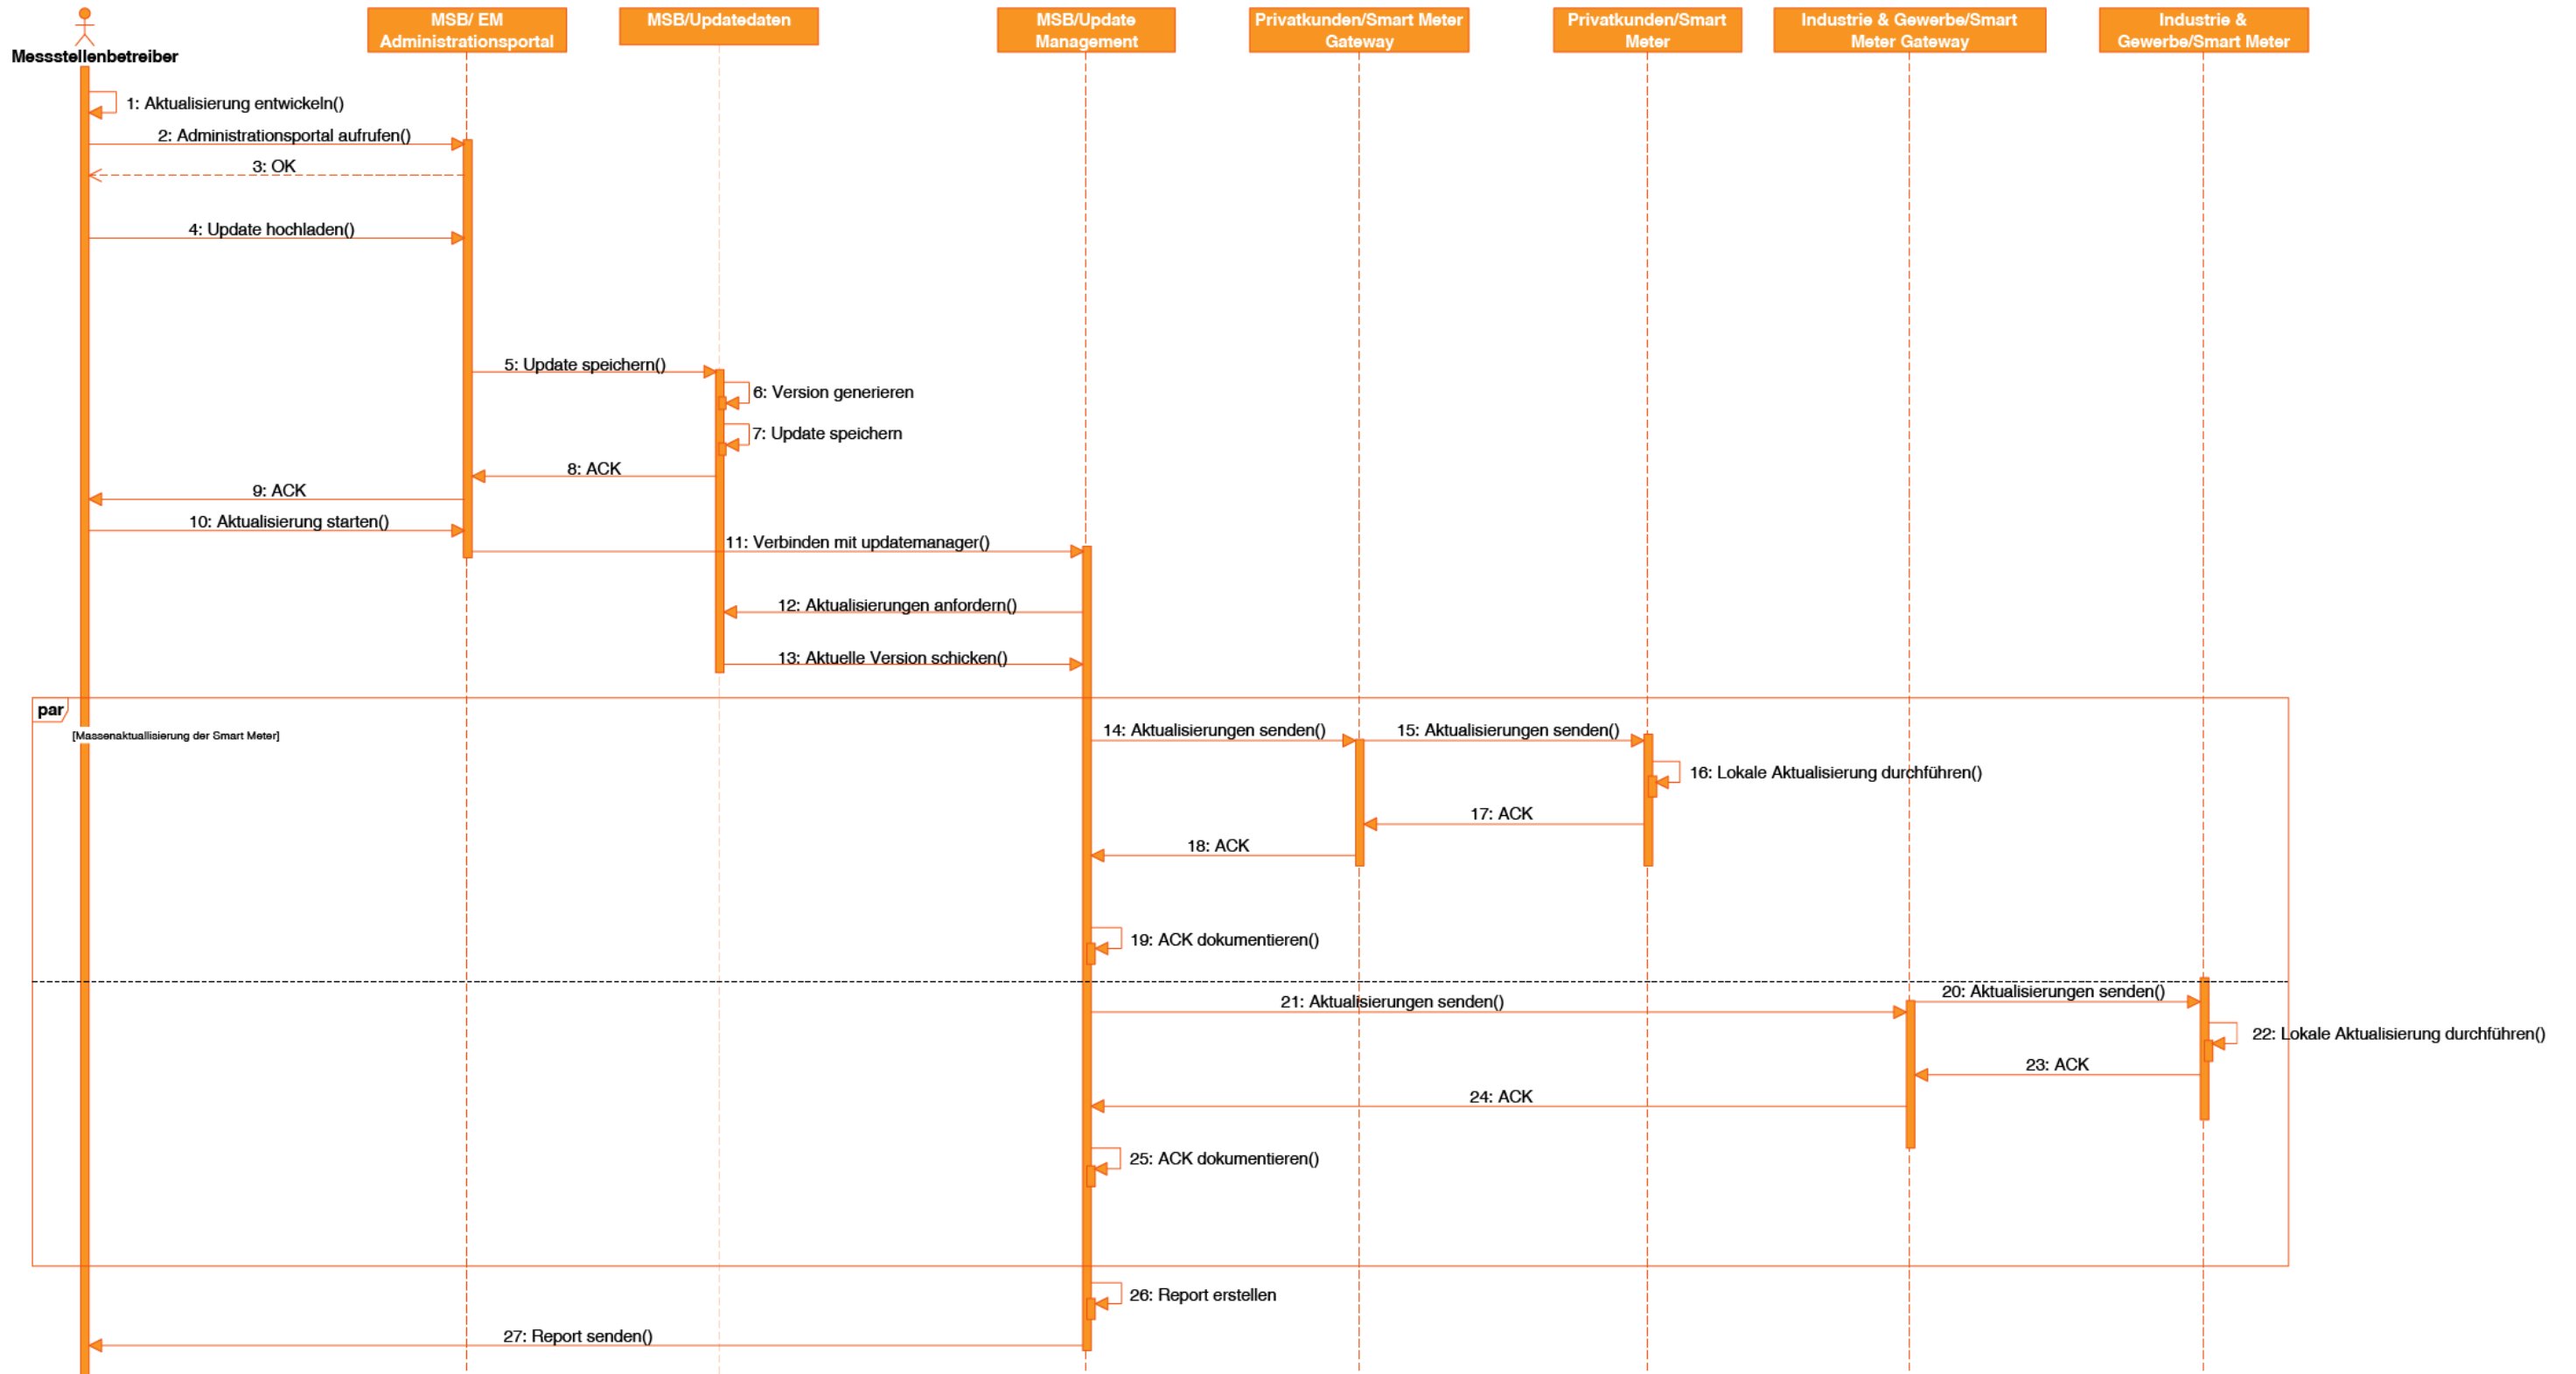 Messstellenbetreiber
MSB/ EM
Administrationsportal
MSB/Updatedaten
MSB/Update
Management
Privatkunden/Smart Meter
Gateway
Privatkunden/Smart
Meter
Industrie & Gewerbe/Smart
Meter Gateway
Industrie &
Gewerbe/Smart Meter
1: Aktualisierung entwickeln()
2: Administrationsportal aufrufen()
3: OK
4: Update hochladen()
5: Update speichern()
6: Version generieren
7: Update speichern
8: ACK
9: ACK
10: Aktualisierung starten()
11: Verbinden mit updatemanager()
12: Aktualisierungen anfordern()
13: Aktuelle Version schicken()
par
[Massenaktuallisierung der Smart Meter]
14: Aktualisierungen senden()
15: Aktualisierungen senden()
16: Lokale Aktualisierung durchführen()
17: ACK
18: ACK
19: ACK dokumentieren()
21: Aktualisierungen senden()
20: Aktualisierungen senden()
22: Lokale Aktualisierung durchführen()
23: ACK
24: ACK
25: ACK dokumentieren()
26: Report erstellen
27: Report senden()